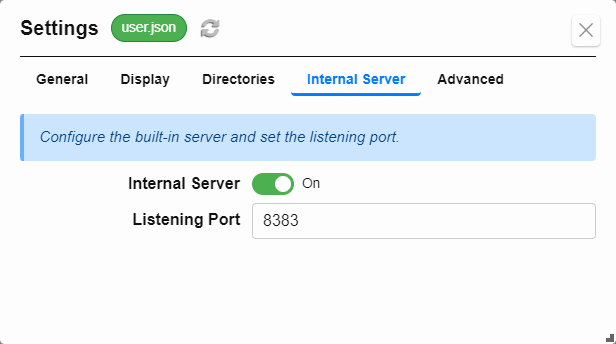 Settings user.json
General Display Directories Internal Server Advanced
Configure the built-in server and set the listening port.
Internal Server On
Listening Port 8383